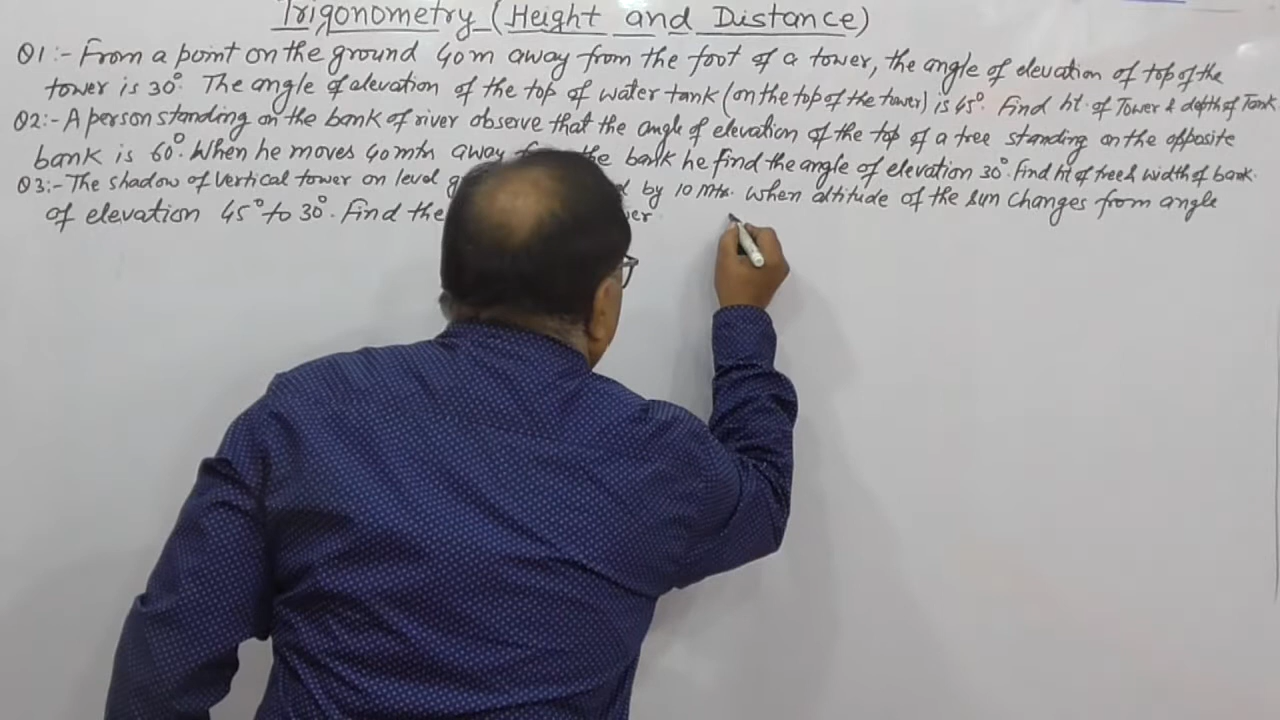 Trigonometry (Height and Distance)
Q1:- From a point on the ground 40m away from the foot of a tower, the angle of elevation of top of the
tower is 30°. The angle of elevation of the top of water tank (on the top of the tower) is 45°. Find ht. of Tower & depth of Tank
Q2:- A person standing on the bank of river observe that the angle of elevation of the top of a tree standing on the opposite
bank is 60°. When he moves 40 mtr away the bank he find the angle of elevation 30°. Find ht of tree & width of bank.
Q3:- The shadow of vertical tower on level by 10 Mtr. when altitude of the sun changes from angle
of elevation 45° to 30°. Find the